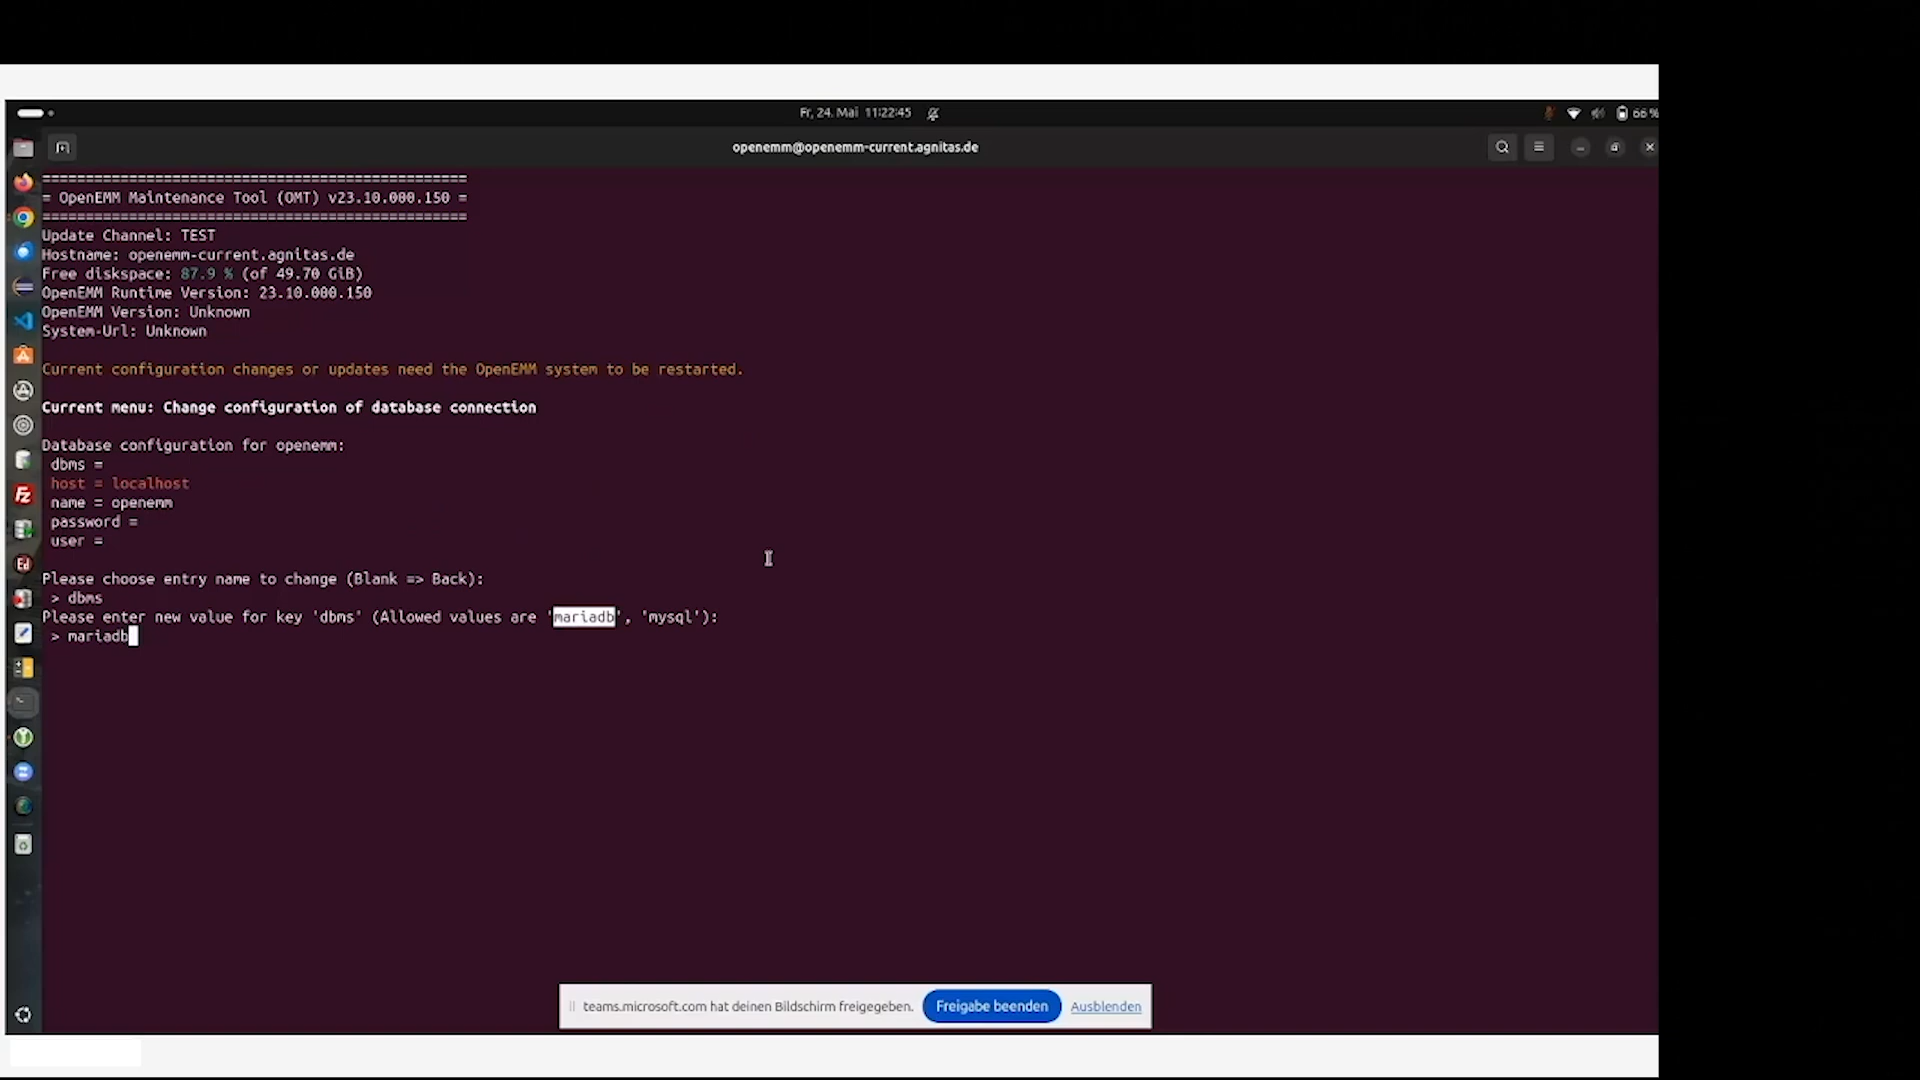 Fr, 24. Mai 11:22:45
66 %
openemm@openemm-current.agnitas.de
================================================
= OpenEMM Maintenance Tool (OMT) v23.10.000.150 =
================================================
Update Channel: TEST
Hostname: openemm-current.agnitas.de
Free diskspace: 87.9 % (of 49.70 GiB)
OpenEMM Runtime Version: 23.10.000.150
OpenEMM Version: Unknown
System-Url: Unknown
Current configuration changes or updates need the OpenEMM system to be restarted.
Current menu: Change configuration of database connection
Database configuration for openemm:
dbms =
host = localhost
name = openemm
password =
user =
Please choose entry name to change (Blank => Back):
> dbms
Please enter new value for key 'dbms' (Allowed values are 'mariadb', 'mysql'):
> mariadb
teams.microsoft.com hat deinen Bildschirm freigegeben. Freigabe beenden Ausblenden